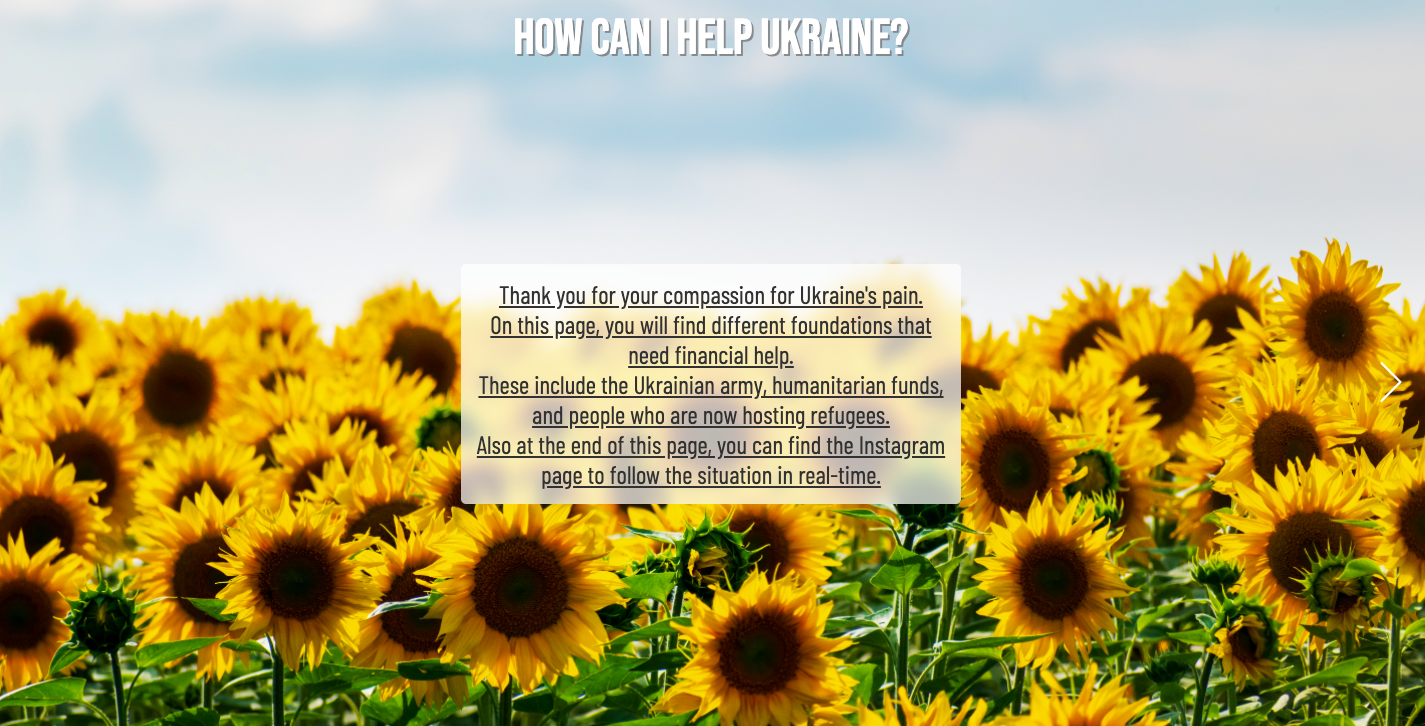 HOW CAN I HELP UKRAINE?
Thank you for your compassion for Ukraine's pain.
On this page, you will find different foundations that
need financial help.
These include the Ukrainian army, humanitarian funds,
and people who are now hosting refugees.
Also at the end of this page, you can find the Instagram
page to follow the situation in real-time.